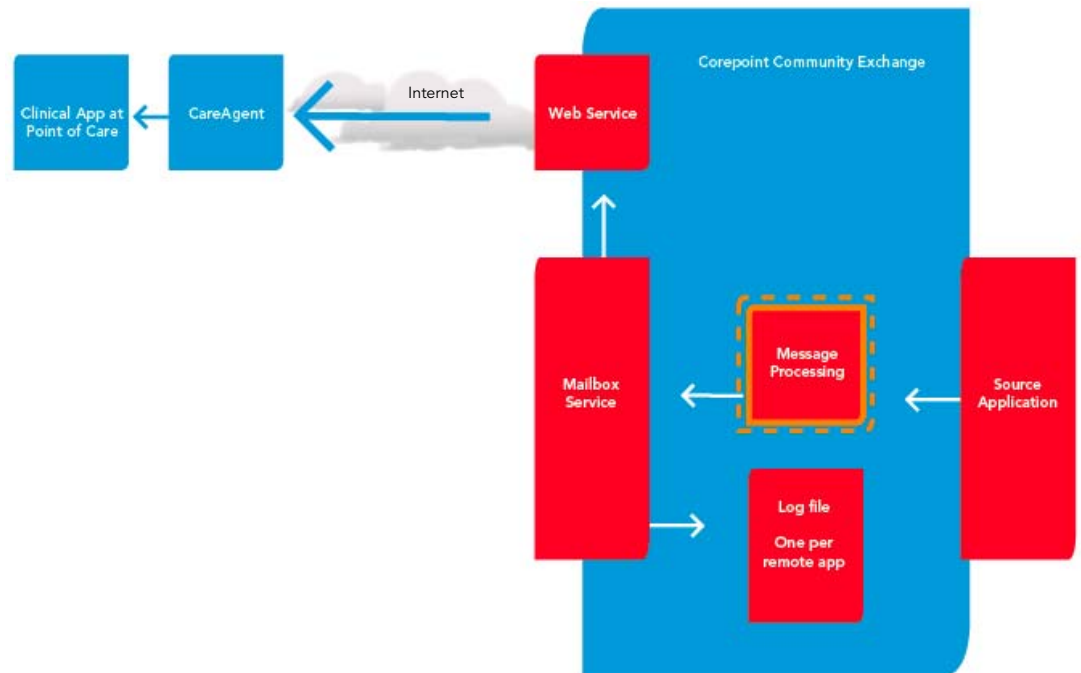 Corepoint Community Exchange
Clinical App at
Point of Care
CareAgent
Internet
Web Service
Mailbox
Service
Message
Processing
Source
Application
Log file
One per
remote app